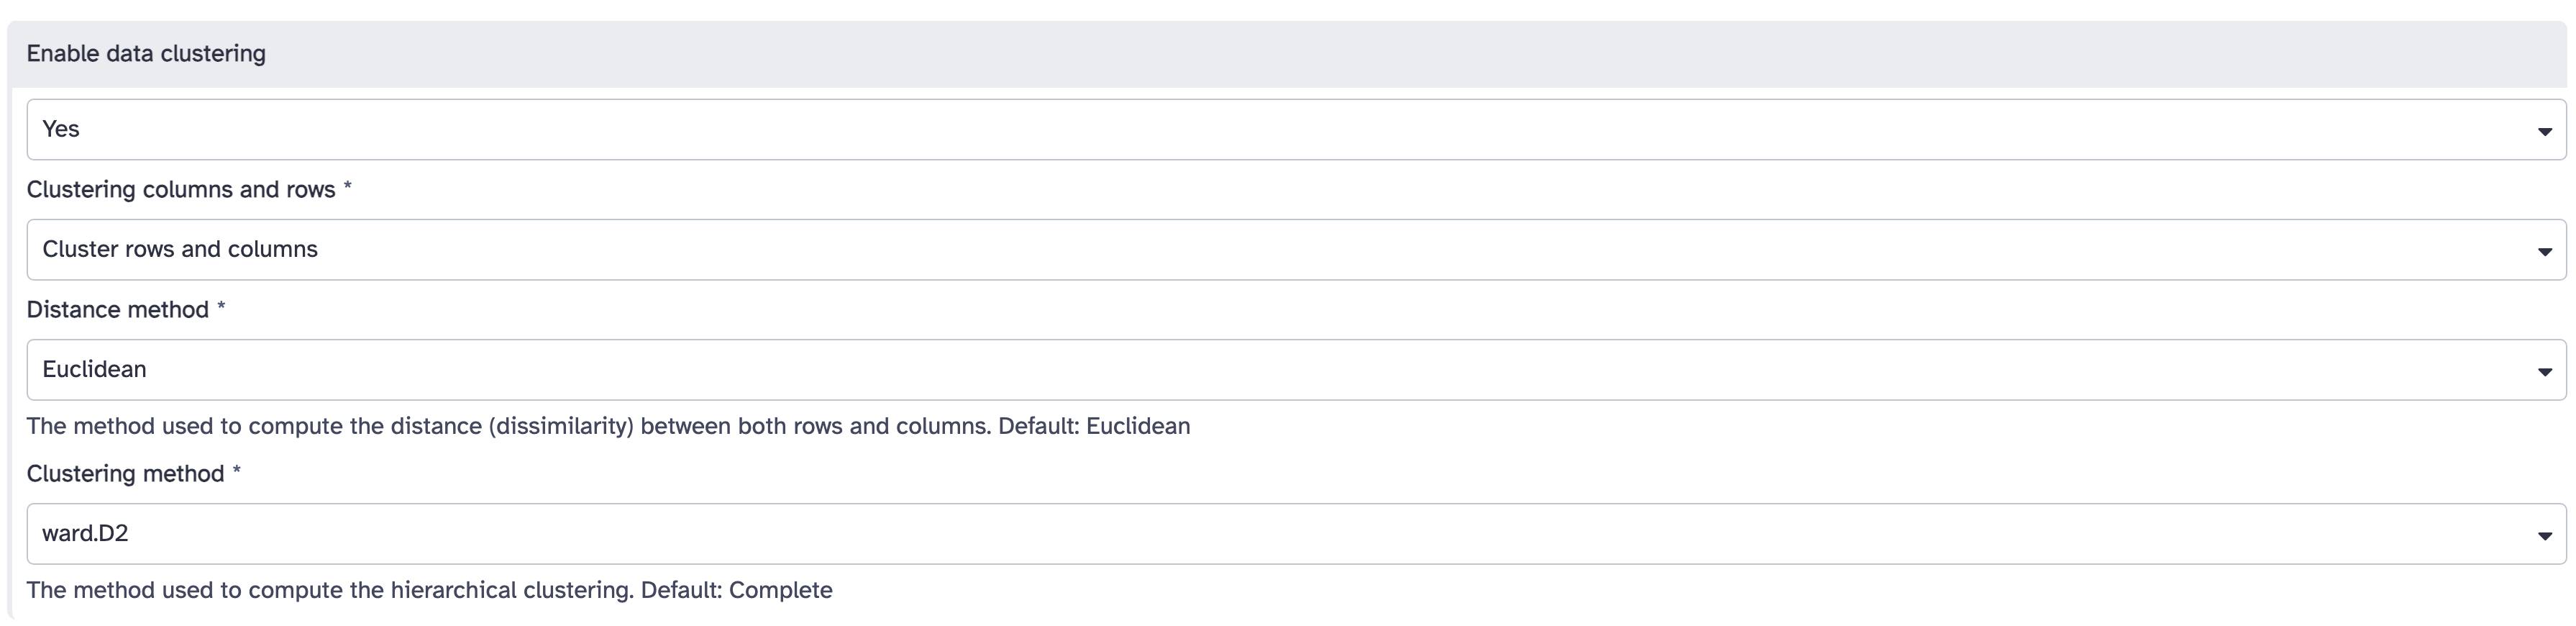 Enable data clustering
Yes
Clustering columns and rows *
Cluster rows and columns
Distance method *
Euclidean
The method used to compute the distance (dissimilarity) between both rows and columns. Default: Euclidean
Clustering method *
ward.D2
The method used to compute the hierarchical clustering. Default: Complete